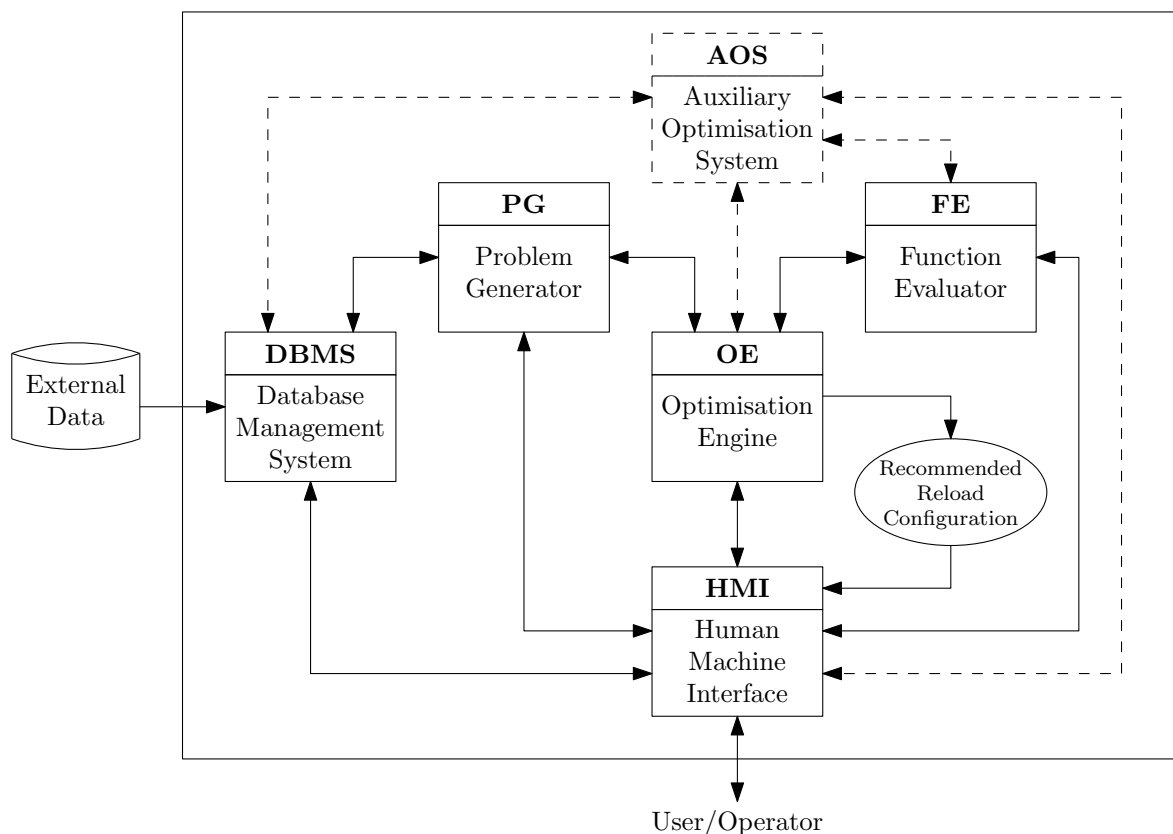 AOS
Auxiliary
Optimisation
System
PG
Problem
Generator
FE
Function
Evaluator
External
Data
DBMS
Database
Management
System
OE
Optimisation
Engine
Recommended
Reload
Configuration
HMI
Human
Machine
Interface
User/Operator